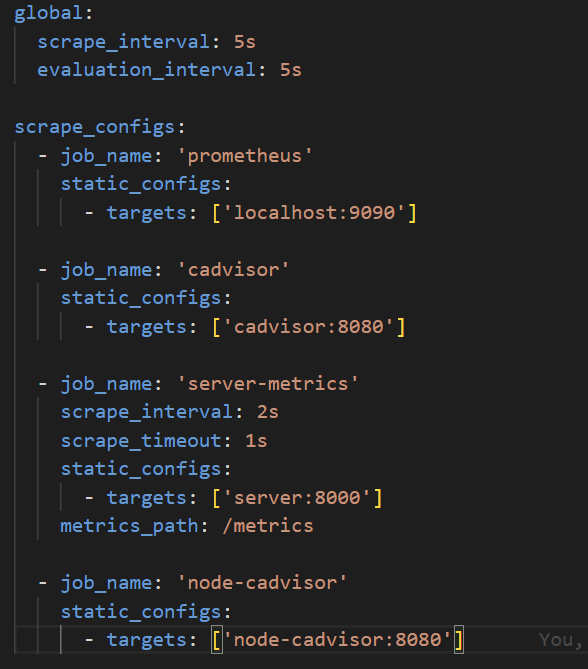 global:
  scrape_interval: 5s
  evaluation_interval: 5s

scrape_configs:
  - job_name: 'prometheus'
    static_configs:
      - targets: ['localhost:9090']

  - job_name: 'cadvisor'
    static_configs:
      - targets: ['cadvisor:8080']

  - job_name: 'server-metrics'
    scrape_interval: 2s
    scrape_timeout: 1s
    static_configs:
      - targets: ['server:8000']
    metrics_path: /metrics

  - job_name: 'node-cadvisor'
    static_configs:
      - targets: ['node-cadvisor:8080'] You,